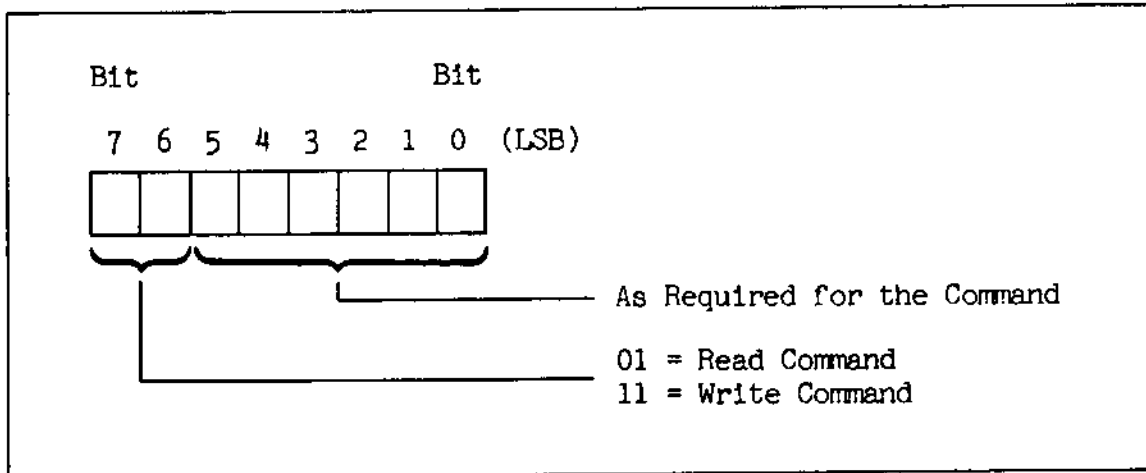 Bit Bit
7 6 5 4 3 2 1 0 (LSB)
As Required for the Command
01 = Read Command
11 = Write Command